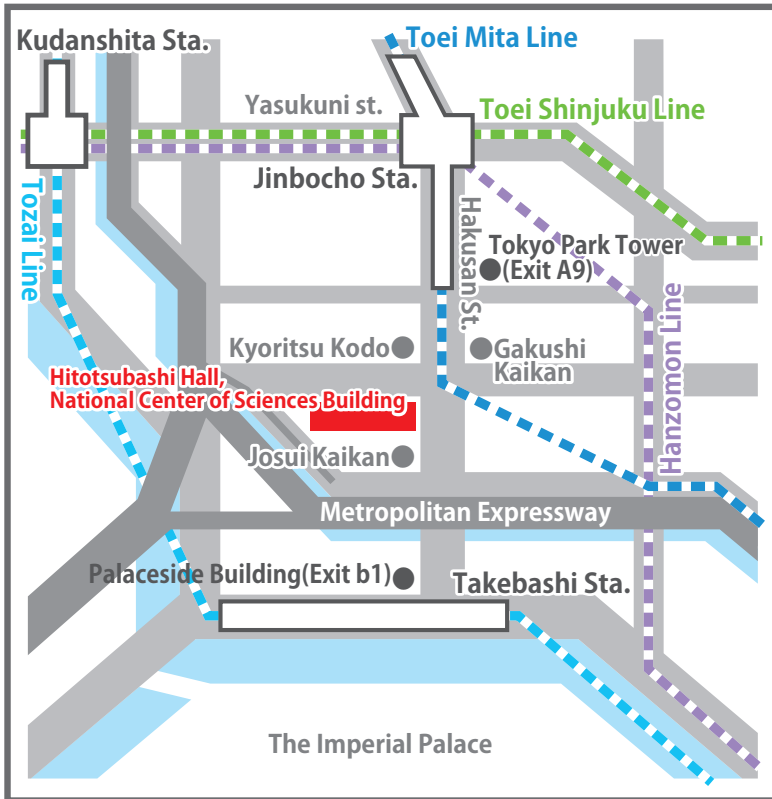 Kudanshita Sta.
Toei Mita Line
Yasukuni st.
Toei Shinjuku Line
Jinbocho Sta.
Tozai Line
Hakusan St.
Tokyo Park Tower
(Exit A9)
Kyoritsu Kodo
Gakushi
Kaikan
Hanzomon Line
Hitotsubashi Hall,
National Center of Sciences Building
Josui Kaikan
Metropolitan Expressway
Palaceside Building(Exit b1)
Takebashi Sta.
The Imperial Palace